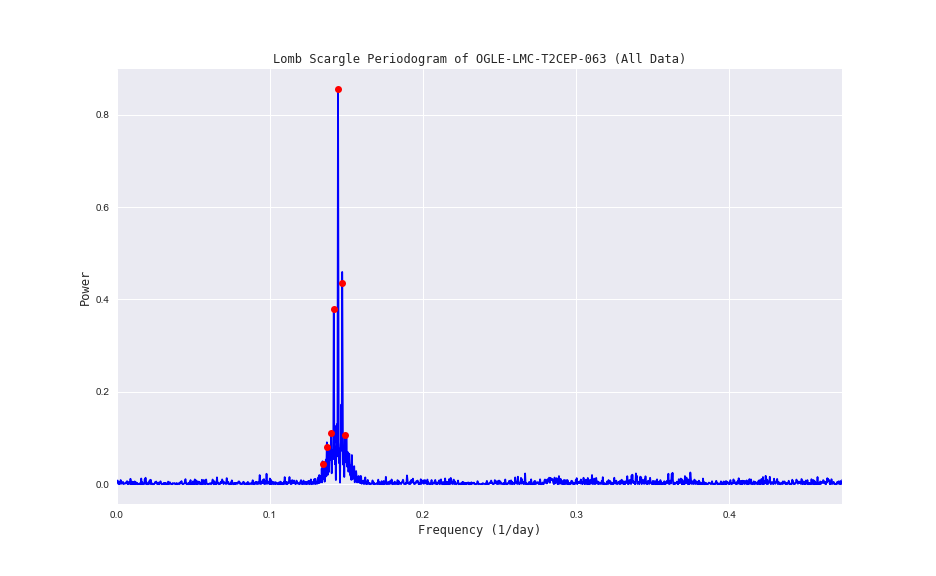 Lomb Scargle Periodogram of OGLE-LMC-T2CEP-063 (All Data)
0.8
0.6
0.4
0.2
0.0
Power
0.0 0.1 0.2 0.3 0.4
Frequency (1/day)